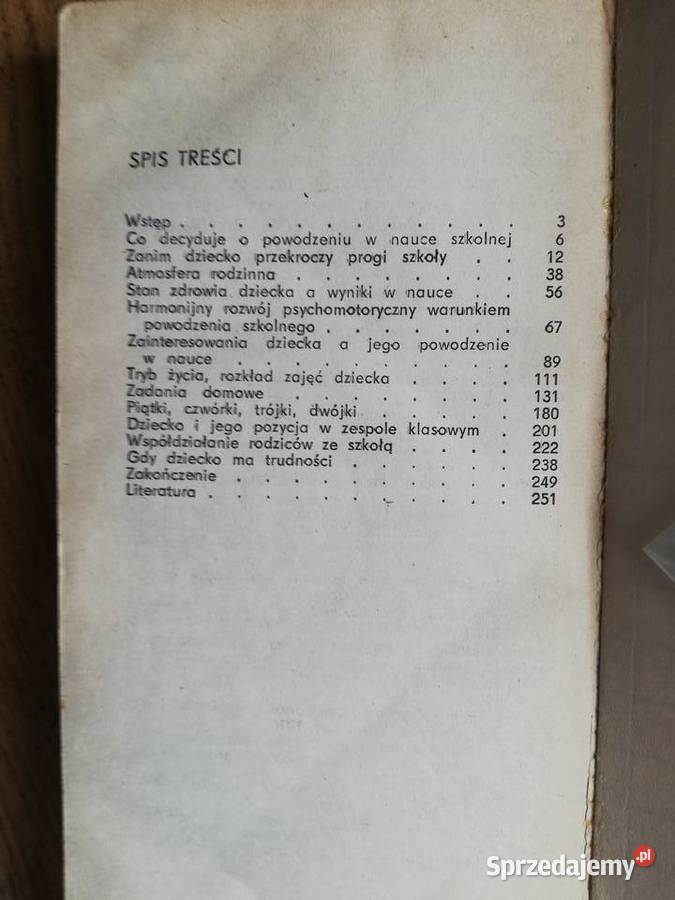 SPIS TREŚCI
Wstęp . . . . . . . . . . . . 3
Co decyduje o powodzeniu w nauce szkolnej 6
Zanim dziecko przekroczy progi szkoły . . 12
Atmosfera rodzinna . . . . . . . . 38
Stan zdrowia dziecka a wyniki w nauce . . 56
Harmonijny rozwój psychomotoryczny warunkiem
powodzenia szkolnego . . . . . . . 67
Zainteresowania dziecka a jego powodzenie
w nauce . . . . . . . . . . 89
Tryb życia, rozkład zajęć dziecka . . . . 111
Zadania domowe . . . . . . . . 131
Piątki, czwórki, trójki, dwójki . . . . . 180
Dziecko i jego pozycja w zespole klasowym . 201
Współdziałanie rodziców ze szkołą . . . . 222
Gdy dziecko ma trudności . . . . . . 238
Zakończenie . . . . . . . . . . 249
Literatura . . . . . . . . . . . 251
Sprzedajemy.pl